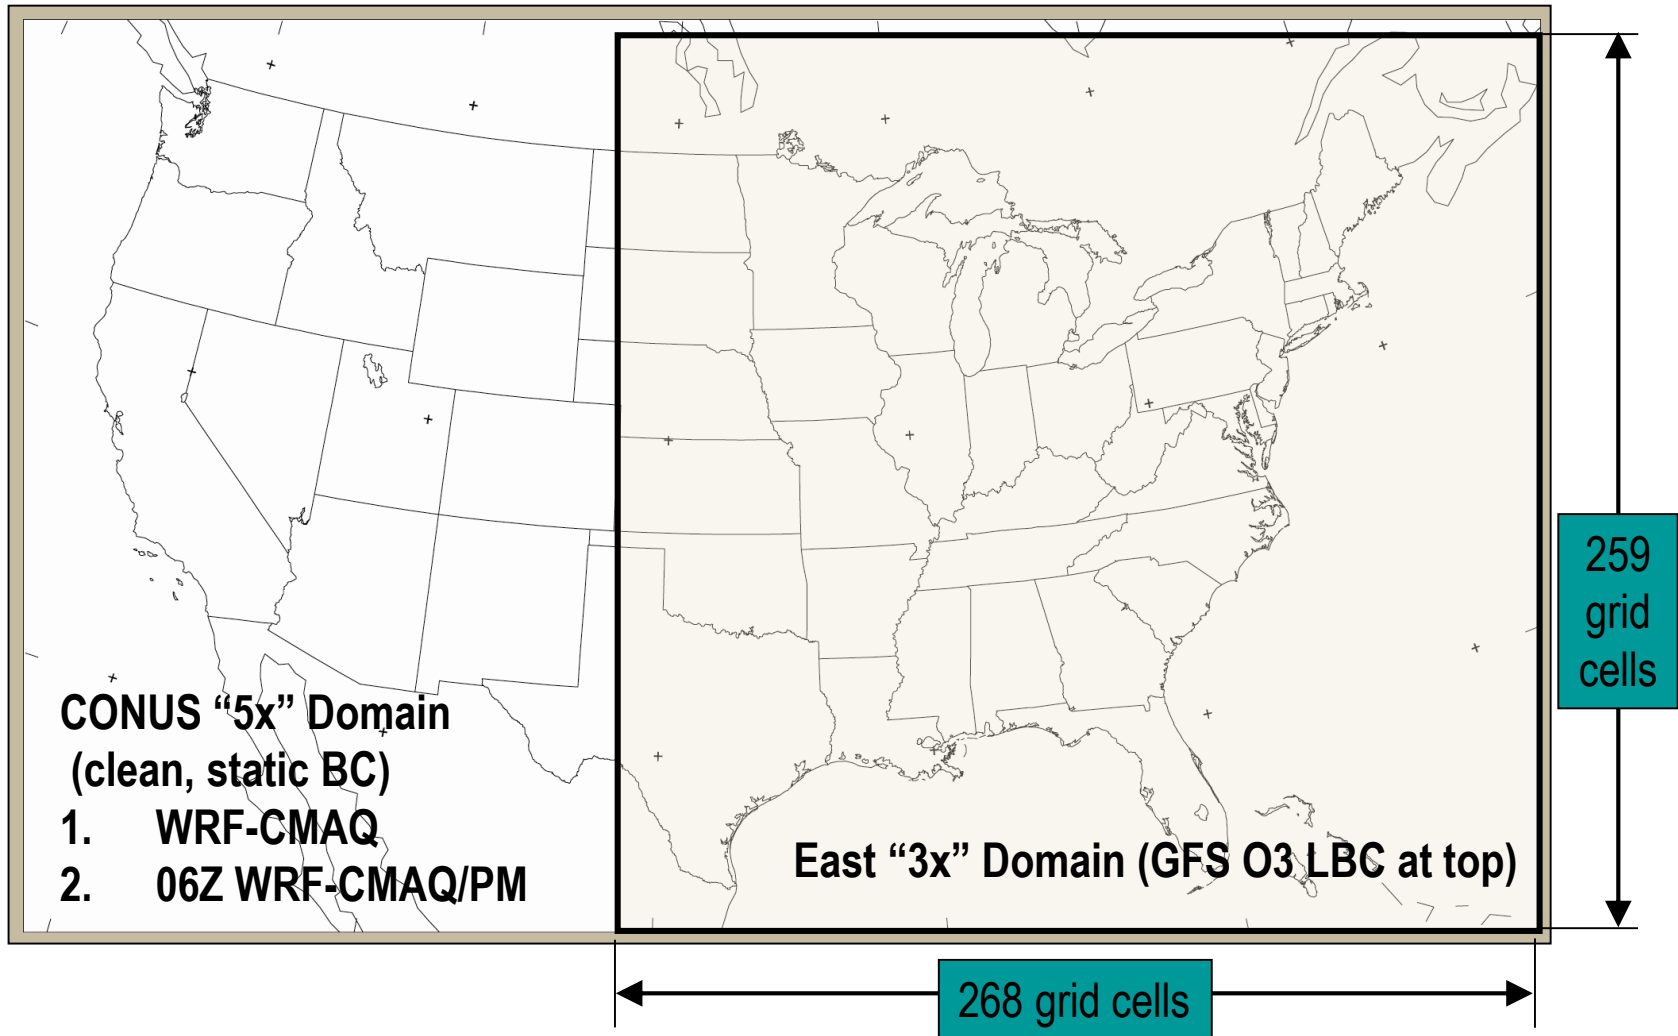 CONUS “5x” Domain
(clean, static BC)
1. WRF-CMAQ
2. 06Z WRF-CMAQ/PM
East “3x” Domain (GFS O3 LBC at top)
259
grid
cells
268 grid cells